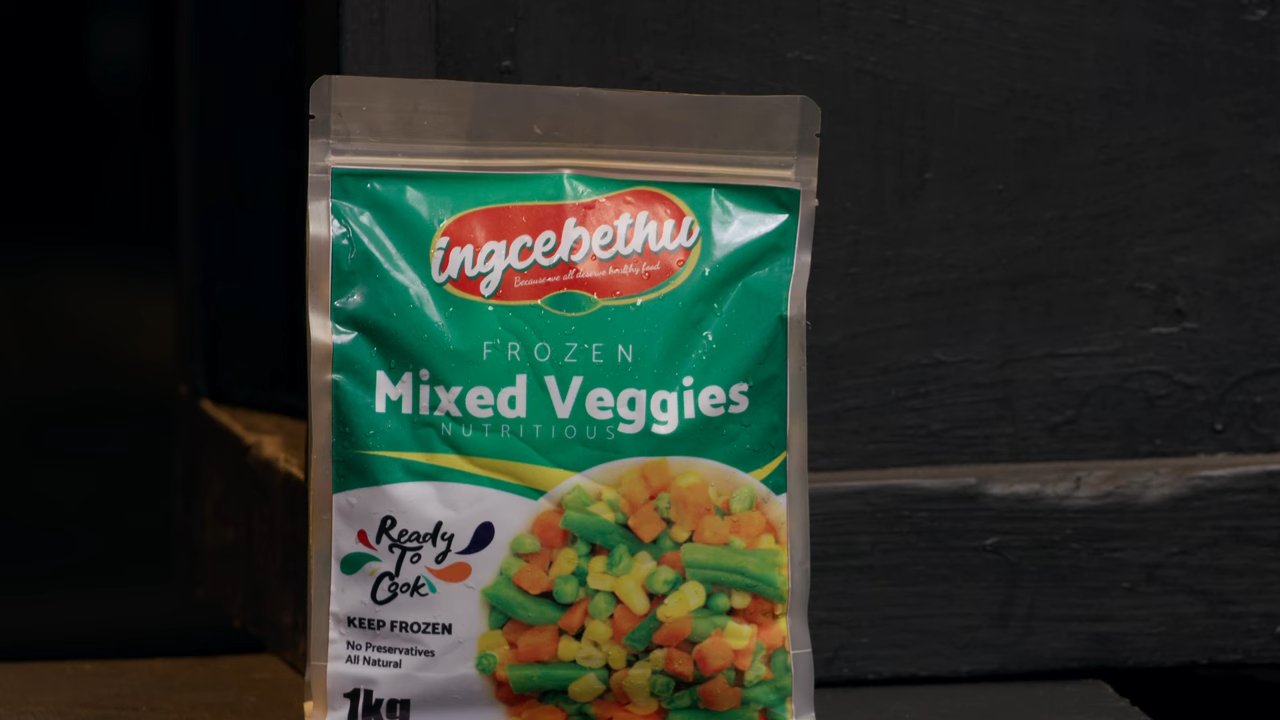 ingcebethu
Because we all deserve healthy food
FROZEN
Mixed Veggies
NUTRITIOUS
Ready
To
Cook
KEEP FROZEN
No Preservatives
All Natural
1kg